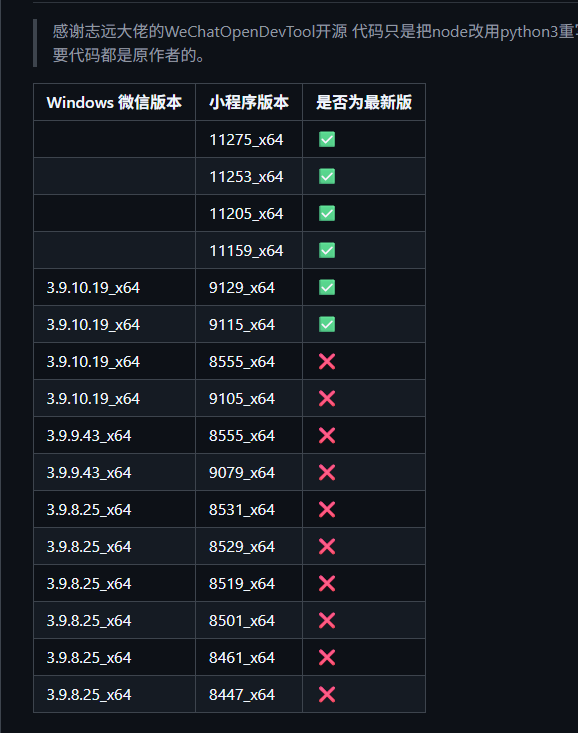 感谢志远大佬的WeChatOpenDevTool开源 代码只是把node改用python3重
要代码都是原作者的。
Windows 微信版本 小程序版本 是否为最新版
11275_x64 ✅
11253_x64 ✅
11205_x64 ✅
11159_x64 ✅
3.9.10.19_x64 9129_x64 ✅
3.9.10.19_x64 9115_x64 ✅
3.9.10.19_x64 8555_x64 ❌
3.9.10.19_x64 9105_x64 ❌
3.9.9.43_x64 8555_x64 ❌
3.9.9.43_x64 9079_x64 ❌
3.9.8.25_x64 8531_x64 ❌
3.9.8.25_x64 8529_x64 ❌
3.9.8.25_x64 8519_x64 ❌
3.9.8.25_x64 8501_x64 ❌
3.9.8.25_x64 8461_x64 ❌
3.9.8.25_x64 8447_x64 ❌